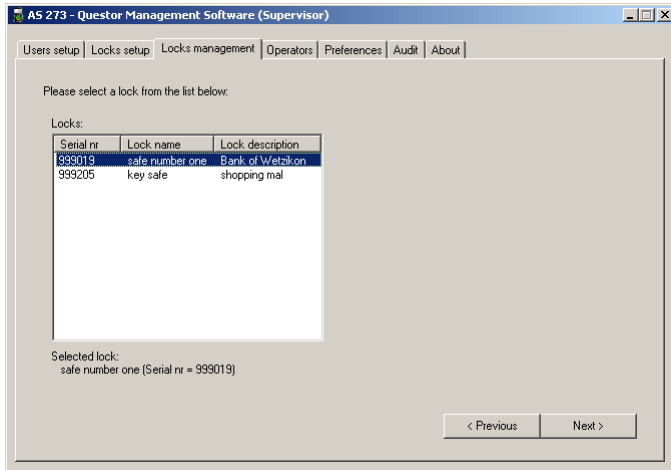 AS 273 - Questor Management Software (Supervisor)
Users setup Locks setup Locks management Operators Preferences Audit About
Please select a lock from the list below:
Locks:
Serial nr Lock name Lock description
999019 safe number one Bank of Wetzikon
999205 key safe shopping mal
Selected lock:
safe number one (Serial nr = 999019)
< Previous Next >